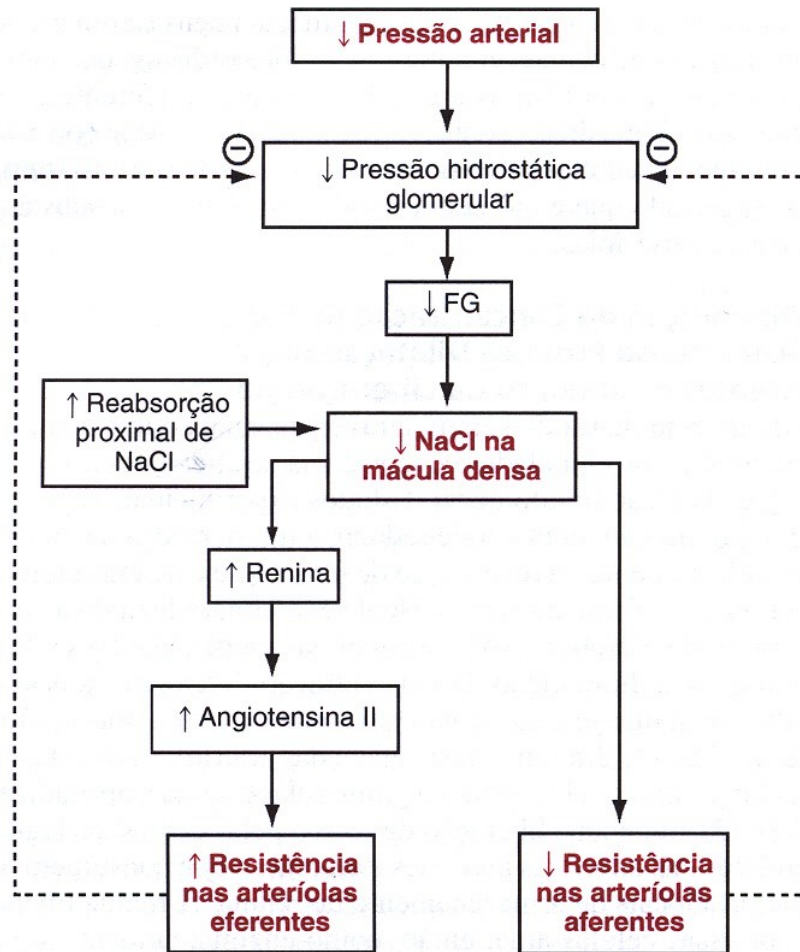 ↓ Pressão arterial
↓ Pressão hidrostática
glomerular
↓ FG
↑ Reabsorção
proximal de
NaCl
↓ NaCl na
mácula densa
↑ Renina
↑ Angiotensina II
↑ Resistência
nas arteríolas
eferentes
↓ Resistência
nas arteríolas
aferentes